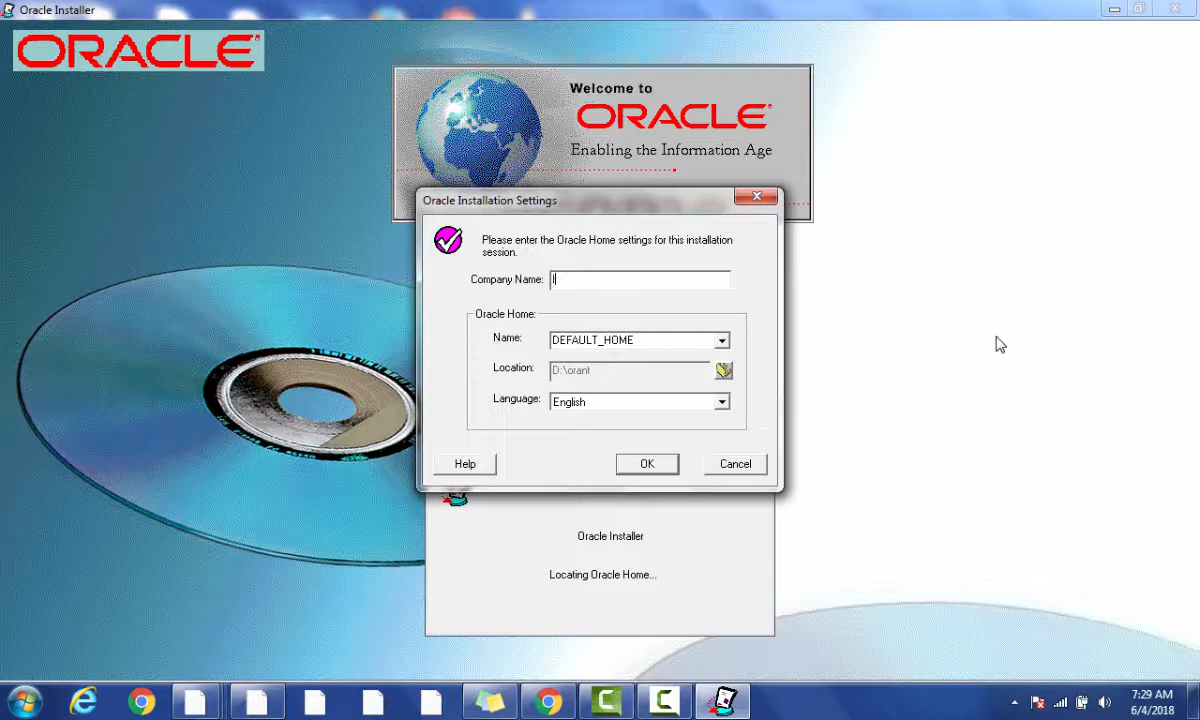 Oracle Installer
ORACLE
Welcome to
ORACLE
Enabling the Information Age
Oracle Installation Settings
Please enter the Oracle Home settings for this installation
session.
Company Name:
Oracle Home:
Name: DEFAULT_HOME
Location: D:\orant
Language: English
Help OK Cancel
Oracle Installer
Locating Oracle Home...
7:29 AM
6/4/2018